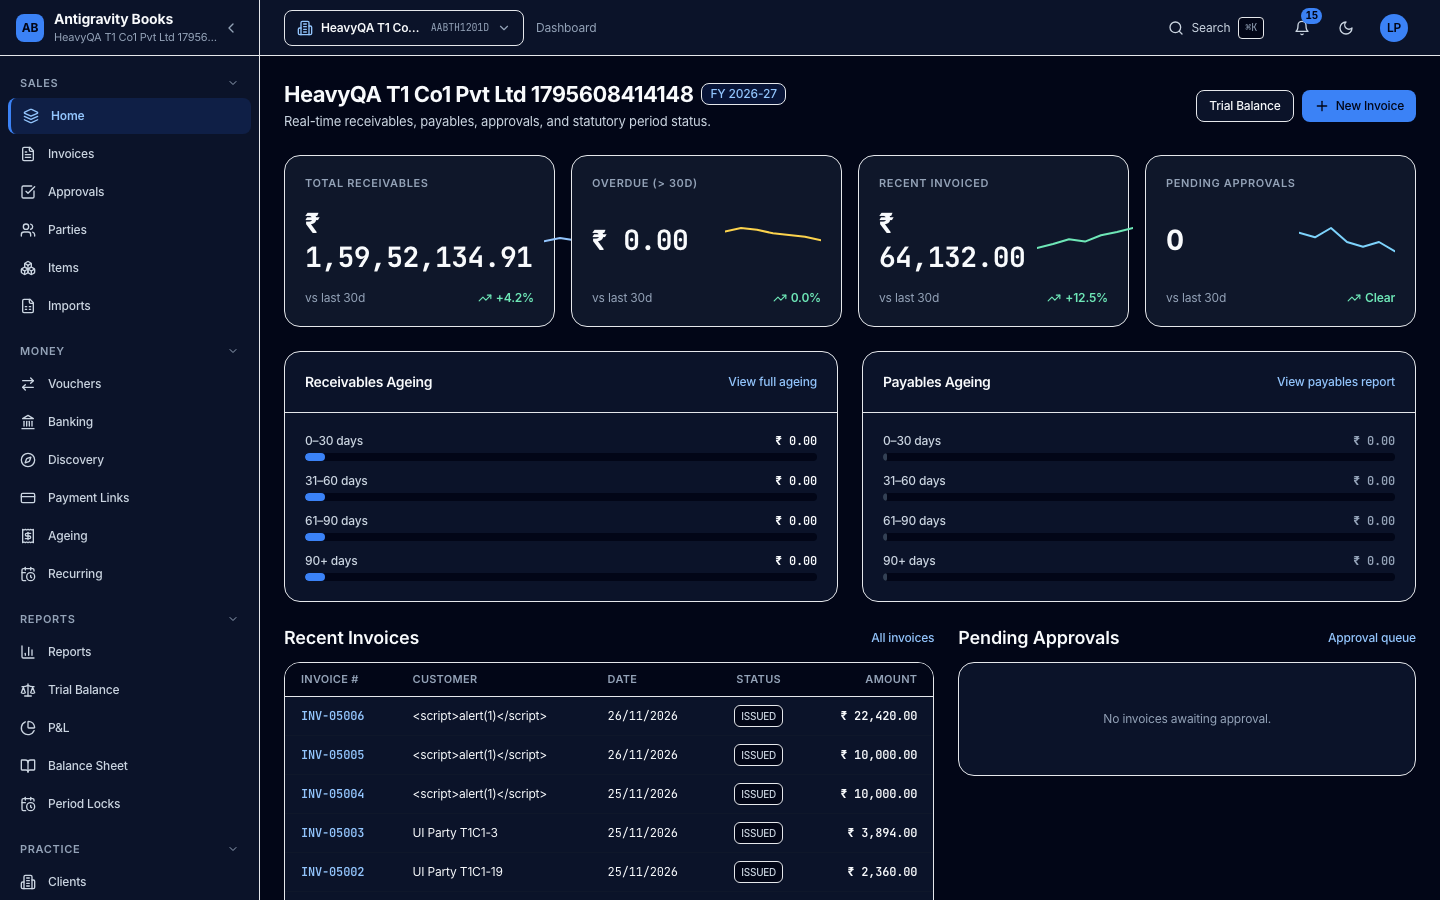 AB
Antigravity Books
HeavyQA T1 Co1 Pvt Ltd 17956...
SALES
Home
Invoices
Approvals
Parties
Items
Imports
MONEY
Vouchers
Banking
Discovery
Payment Links
Ageing
Recurring
REPORTS
Reports
Trial Balance
P&L
Balance Sheet
Period Locks
PRACTICE
Clients
HeavyQA T1 Co... AABTH1201D
Dashboard
Search ⌘K
15
LP
HeavyQA T1 Co1 Pvt Ltd 1795608414148 FY 2026-27
Real-time receivables, payables, approvals, and statutory period status.
Trial Balance
New Invoice
TOTAL RECEIVABLES
₹
1,59,52,134.91
vs last 30d +4.2%
OVERDUE (> 30D)
₹ 0.00
vs last 30d 0.0%
RECENT INVOICED
₹
64,132.00
vs last 30d +12.5%
PENDING APPROVALS
0
vs last 30d Clear
Receivables Ageing View full ageing
0–30 days ₹ 0.00
31–60 days ₹ 0.00
61–90 days ₹ 0.00
90+ days ₹ 0.00
Payables Ageing View payables report
0–30 days ₹ 0.00
31–60 days ₹ 0.00
61–90 days ₹ 0.00
90+ days ₹ 0.00
Recent Invoices All invoices
INVOICE # CUSTOMER DATE STATUS AMOUNT
INV-05006 <script>alert(1)</script> 26/11/2026 ISSUED ₹ 22,420.00
INV-05005 <script>alert(1)</script> 26/11/2026 ISSUED ₹ 10,000.00
INV-05004 <script>alert(1)</script> 25/11/2026 ISSUED ₹ 10,000.00
INV-05003 UI Party T1C1-3 25/11/2026 ISSUED ₹ 3,894.00
INV-05002 UI Party T1C1-19 25/11/2026 ISSUED ₹ 2,360.00
Pending Approvals Approval queue
No invoices awaiting approval.